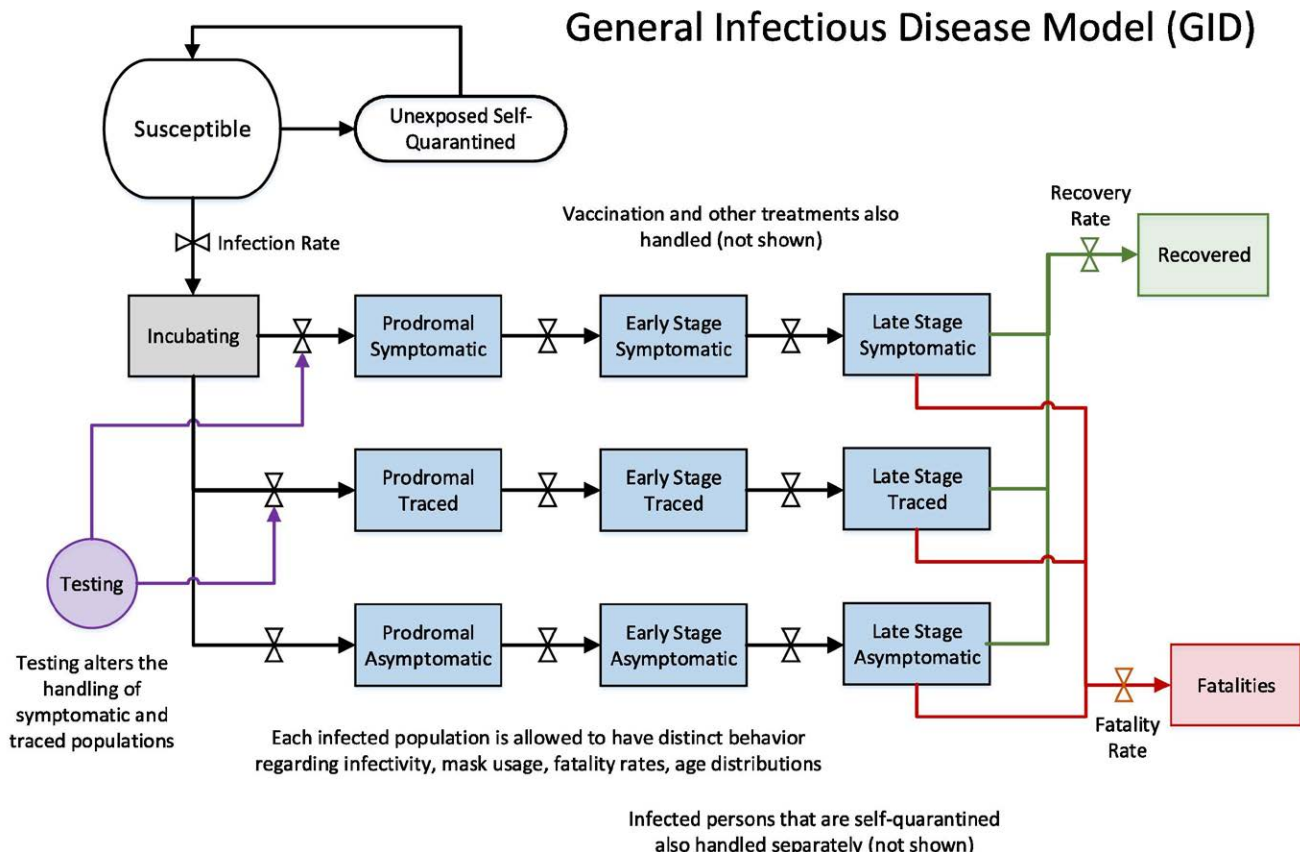 General Infectious Disease Model (GID)
Susceptible
Unexposed Self-
Quarantined
Infection Rate
Vaccination and other treatments also
handled (not shown)
Recovery
Rate
Recovered
Incubating
Prodromal
Symptomatic
Early Stage
Symptomatic
Late Stage
Symptomatic
Prodromal
Traced
Early Stage
Traced
Late Stage
Traced
Testing
Prodromal
Asymptomatic
Early Stage
Asymptomatic
Late Stage
Asymptomatic
Testing alters the
handling of
symptomatic and
traced populations
Fatalities
Fatality
Rate
Each infected population is allowed to have distinct behavior
regarding infectivity, mask usage, fatality rates, age distributions
Infected persons that are self-quarantined
also handled separately (not shown)